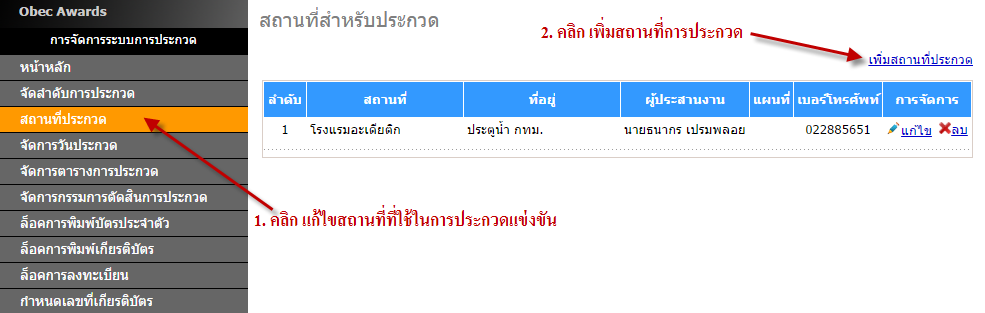 Obec Awards
การจัดการระบบการประกวด
หน้าหลัก
จัดลำดับการประกวด
สถานที่ประกวด
จัดการวันประกวด
จัดการตารางการประกวด
จัดการกรรมการตัดสินการประกวด
ล็อคการพิมพ์บัตรประจำตัว
ล็อคการพิมพ์เกียรติบัตร
ล็อคการลงทะเบียน
กำหนดเลขที่เกียรติบัตร
สถานที่สำหรับประกวด
2. คลิก เพิ่มสถานที่การประกวด
เพิ่มสถานที่ประกวด
ลำดับ สถานที่ ที่อยู่ ผู้ประสานงาน แผนที่ เบอร์โทรศัพท์ การจัดการ
1 โรงแรมอะเดียติก ประตูน้ำ กทม. นายธนากร เปรมพลอย 022885651 แก้ไข ลบ
1. คลิก แก้ไขสถานที่ที่ใช้ในการประกวดแข่งขัน